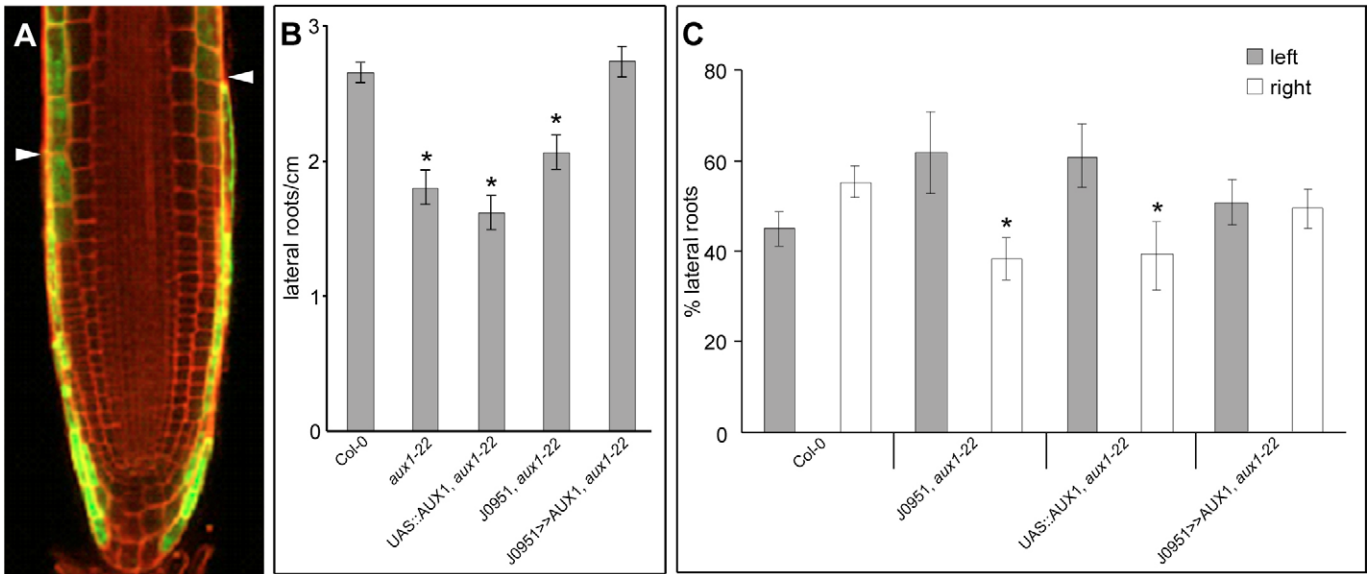 A
B
3
2
1
0
lateral roots/cm
*
*
*
Col-0
aux1-22
UAS::AUX1, aux1-22
J0951, aux1-22
J0951>>AUX1, aux1-22
C
left
right
80
60
40
20
0
% lateral roots
*
*
Col-0
J0951, aux1-22
UAS::AUX1, aux1-22
J0951>>AUX1, aux1-22